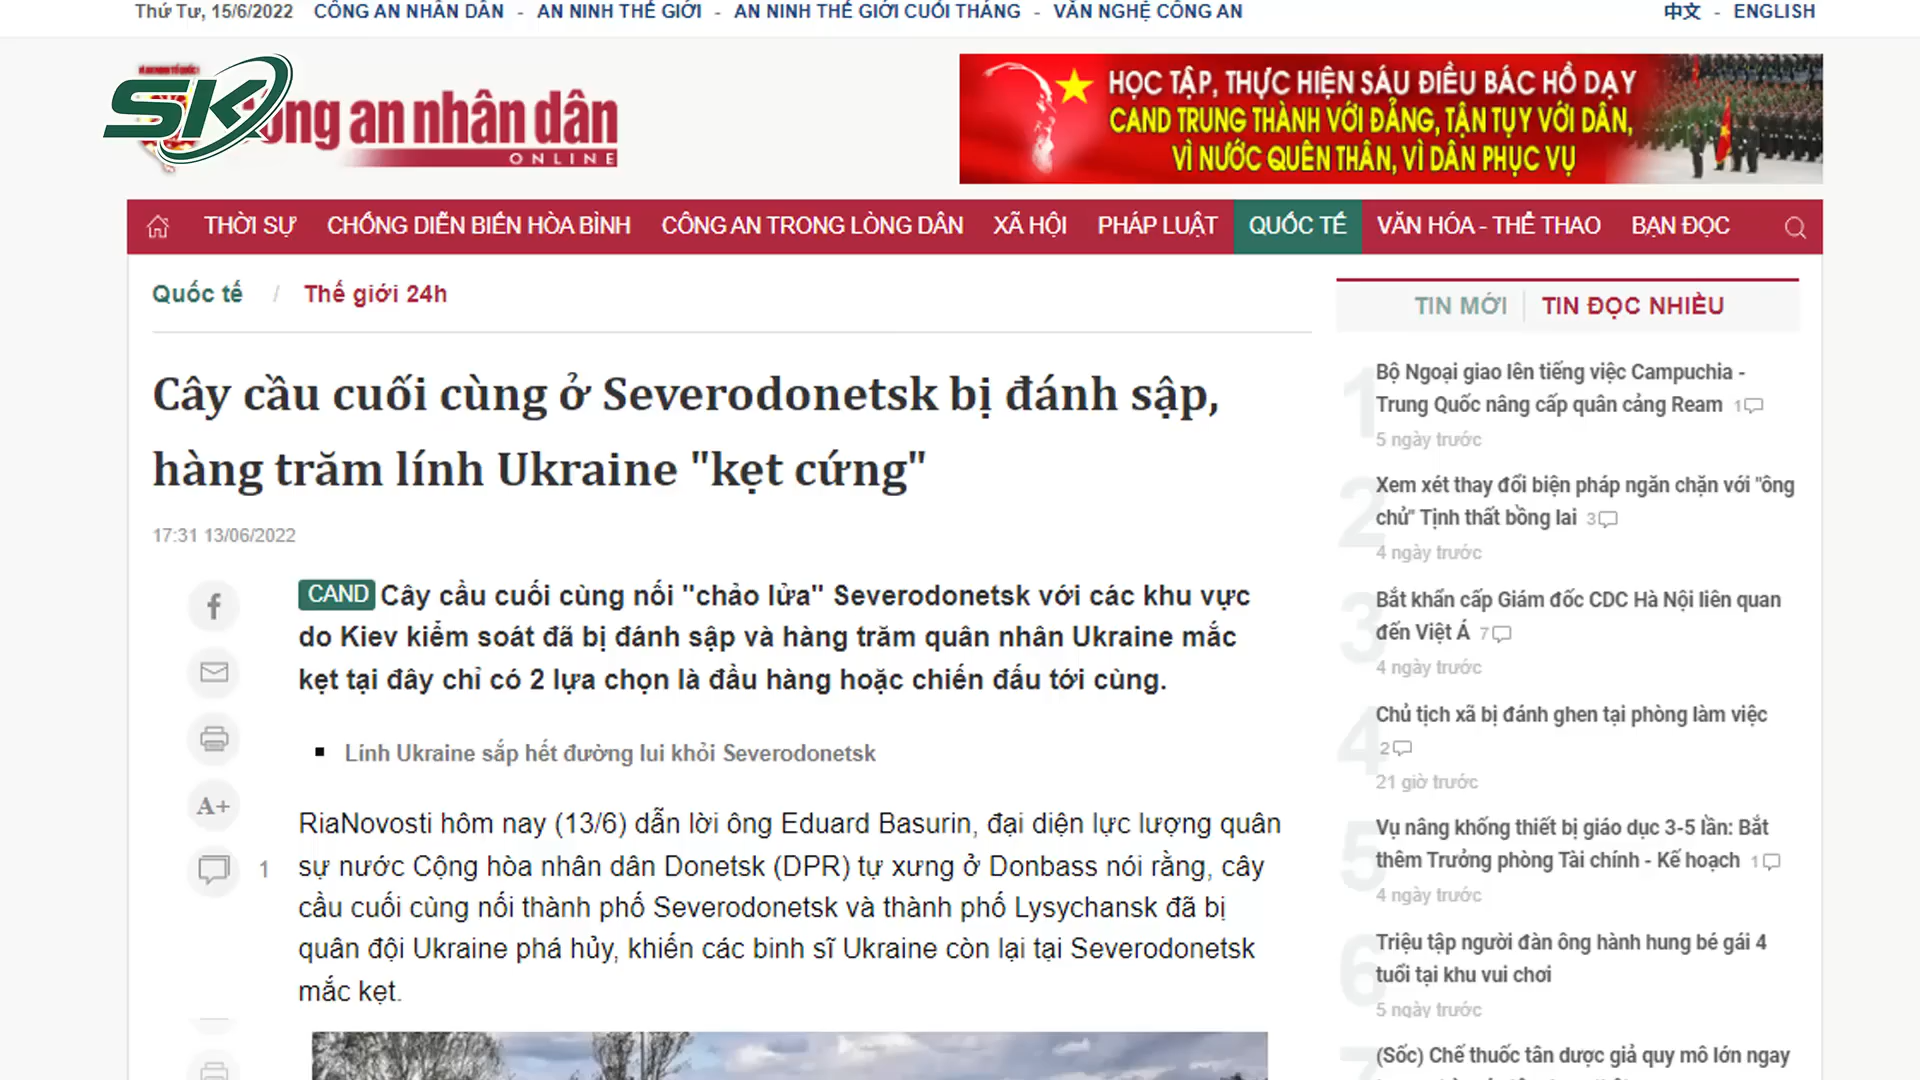 Thứ Tư, 15/6/2022 CÔNG AN NHÂN DÂN - AN NINH THẾ GIỚI - AN NINH THẾ GIỚI CUỐI THÁNG - VĂN NGHỆ CÔNG AN 中文 - ENGLISH
SK
ông an nhân dân
ONLINE
HỌC TẬP, THỰC HIỆN SÁU ĐIỀU BÁC HỒ DẠY
CAND TRUNG THÀNH VỚI ĐẢNG, TẬN TỤY VỚI DÂN,
VÌ NƯỚC QUÊN THÂN, VÌ DÂN PHỤC VỤ
THỜI SỰ CHỐNG DIỄN BIẾN HÒA BÌNH CÔNG AN TRONG LÒNG DÂN XÃ HỘI PHÁP LUẬT QUỐC TẾ VĂN HÓA - THỂ THAO BẠN ĐỌC
Quốc tế / Thế giới 24h
Cây cầu cuối cùng ở Severodonetsk bị đánh sập,
hàng trăm lính Ukraine "kẹt cứng"
17:31 13/06/2022
CAND Cây cầu cuối cùng nối "chảo lửa" Severodonetsk với các khu vực
do Kiev kiểm soát đã bị đánh sập và hàng trăm quân nhân Ukraine mắc
kẹt tại đây chỉ có 2 lựa chọn là đầu hàng hoặc chiến đấu tới cùng.
Lính Ukraine sắp hết đường lui khỏi Severodonetsk
A+
1
RiaNovosti hôm nay (13/6) dẫn lời ông Eduard Basurin, đại diện lực lượng quân
sự nước Cộng hòa nhân dân Donetsk (DPR) tự xưng ở Donbass nói rằng, cây
cầu cuối cùng nối thành phố Severodonetsk và thành phố Lysychansk đã bị
quân đội Ukraine phá hủy, khiến các binh sĩ Ukraine còn lại tại Severodonetsk
mắc kẹt.
TIN MỚI TIN ĐỌC NHIỀU
1 Bộ Ngoại giao lên tiếng việc Campuchia -
Trung Quốc nâng cấp quân cảng Ream 1
5 ngày trước
2 Xem xét thay đổi biện pháp ngăn chặn với "ông
chủ" Tịnh thất bồng lai 3
4 ngày trước
3 Bắt khẩn cấp Giám đốc CDC Hà Nội liên quan
đến Việt Á 7
4 ngày trước
4 Chủ tịch xã bị đánh ghen tại phòng làm việc
2
21 giờ trước
5 Vụ nâng khống thiết bị giáo dục 3-5 lần: Bắt
thêm Trưởng phòng Tài chính - Kế hoạch 1
4 ngày trước
6 Triệu tập người đàn ông hành hung bé gái 4
tuổi tại khu vui chơi
5 ngày trước
7 (Sốc) Chế thuốc tân dược giả quy mô lớn ngay